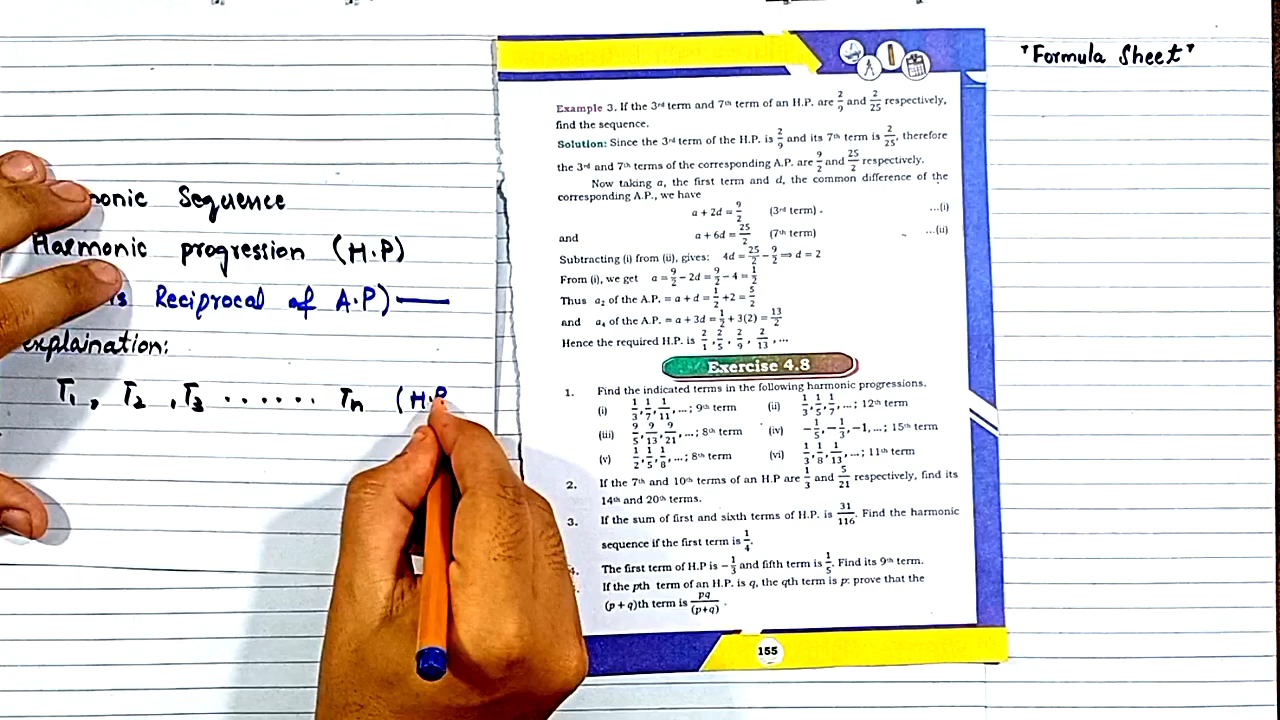 monic Sequence
Harmonic progression (H.P)
is Reciprocal of A.P)
explaination:
T1, T2, T3 ...... Tn (H.P
Example 3. If the 3rd term and 7th term of an H.P. are 2/9 and 2/25 respectively,
find the sequence.
Solution: Since the 3rd term of the H.P. is 2/9 and its 7th term is 2/25, therefore
the 3rd and 7th terms of the corresponding A.P. are 9/2 and 25/2 respectively.
Now taking a, the first term and d, the common difference of the
corresponding A.P., we have
a + 2d = 9/2 (3rd term) . ...(i)
and a + 6d = 25/2 (7th term) ...(ii)
Subtracting (i) from (ii), gives: 4d = 25/2 − 9/2 ⟹ d = 2
From (i), we get a = 9/2 − 2d = 9/2 − 4 = 1/2
Thus a2 of the A.P. = a + d = 1/2 + 2 = 5/2
and a4 of the A.P. = a + 3d = 1/2 + 3(2) = 13/2
Hence the required H.P. is 2/1, 2/5, 2/9, 2/13, ...
Exercise 4.8
1. Find the indicated terms in the following harmonic progressions.
(i) 1/3, 1/7, 1/11, ...; 9th term (ii) 1/3, 1/5, 1/7, ...; 12th term
(iii) 9/5, 9/13, 9/21, ...; 8th term (iv) −1/5, −1/3, −1, ...; 15th term
(v) 1/2, 1/5, 1/8, ...; 8th term (vi) 1/3, 1/8, 1/13, ...; 11th term
2. If the 7th and 10th terms of an H.P are 1/3 and 5/21 respectively, find its
14th and 20th terms.
3. If the sum of first and sixth terms of H.P. is 31/116. Find the harmonic
sequence if the first term is 1/4.
The first term of H.P is −1/3 and fifth term is 1/5. Find its 9th term.
If the pth term of an H.P. is q, the qth term is p: prove that the
(p + q)th term is pq/(p+q).
155
"Formula Sheet"